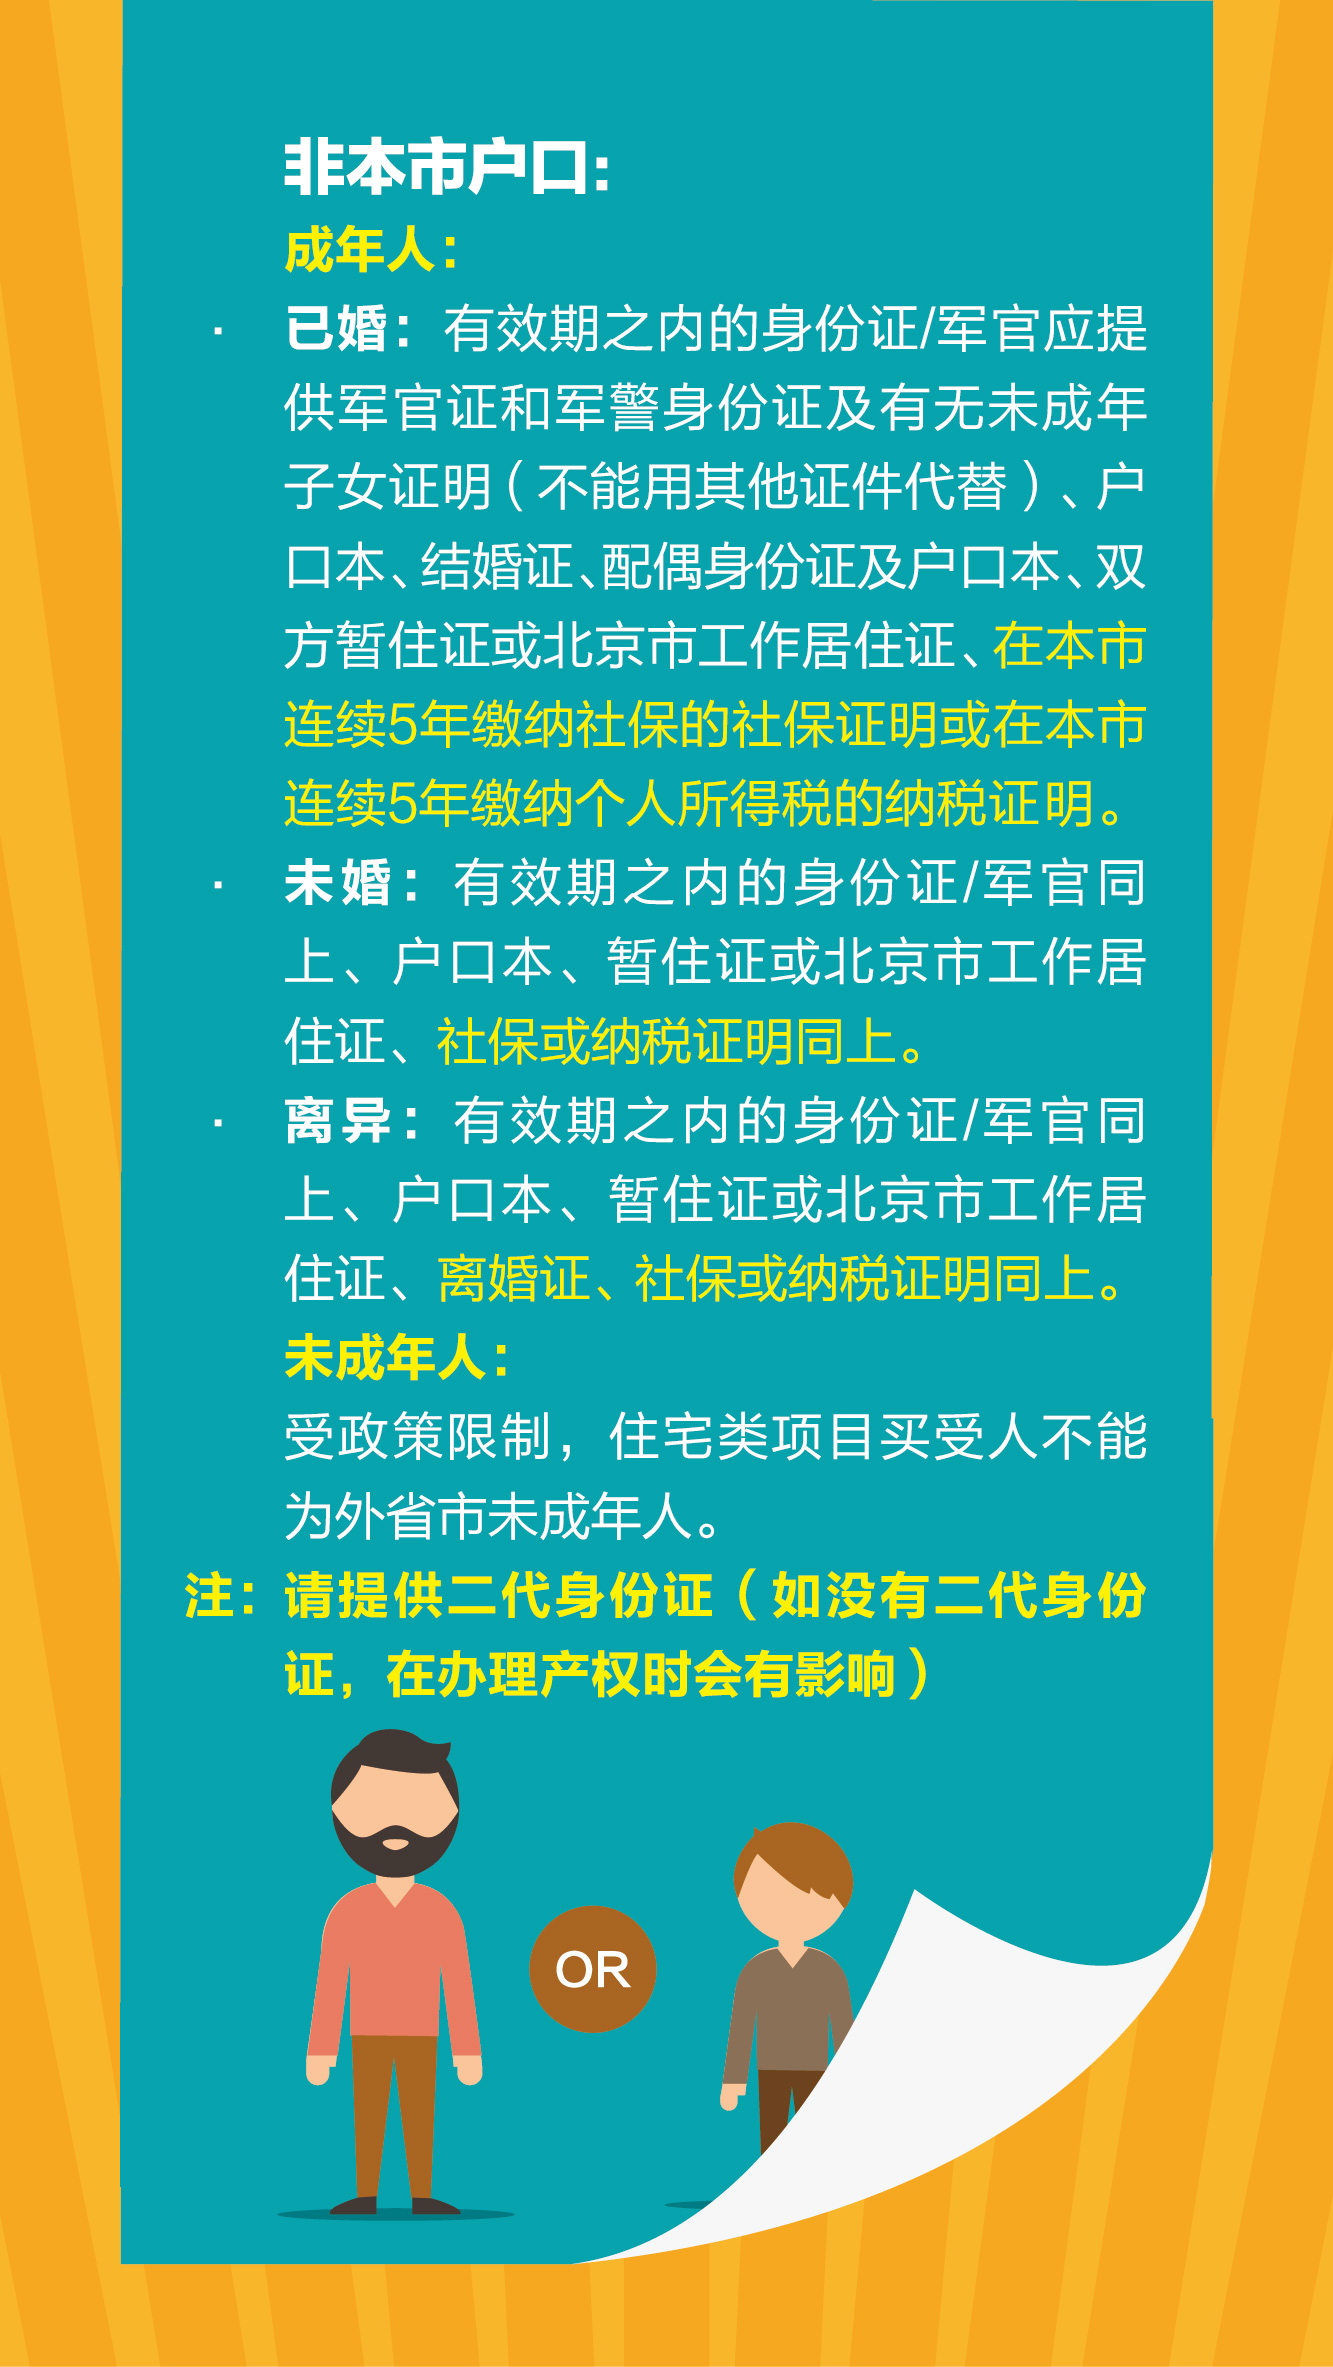 非本市户口：
成年人：
· 已婚：有效期之内的身份证/军官应提
供军官证和军警身份证及有无未成年
子女证明（不能用其他证件代替）、户
口本、结婚证、配偶身份证及户口本、双
方暂住证或北京市工作居住证、在本市
连续5年缴纳社保的社保证明或在本市
连续5年缴纳个人所得税的纳税证明。
· 未婚：有效期之内的身份证/军官同
上、户口本、暂住证或北京市工作居
住证、社保或纳税证明同上。
· 离异：有效期之内的身份证/军官同
上、户口本、暂住证或北京市工作居
住证、离婚证、社保或纳税证明同上。
未成年人：
受政策限制，住宅类项目买受人不能
为外省市未成年人。
注：请提供二代身份证（如没有二代身份
证，在办理产权时会有影响）
OR